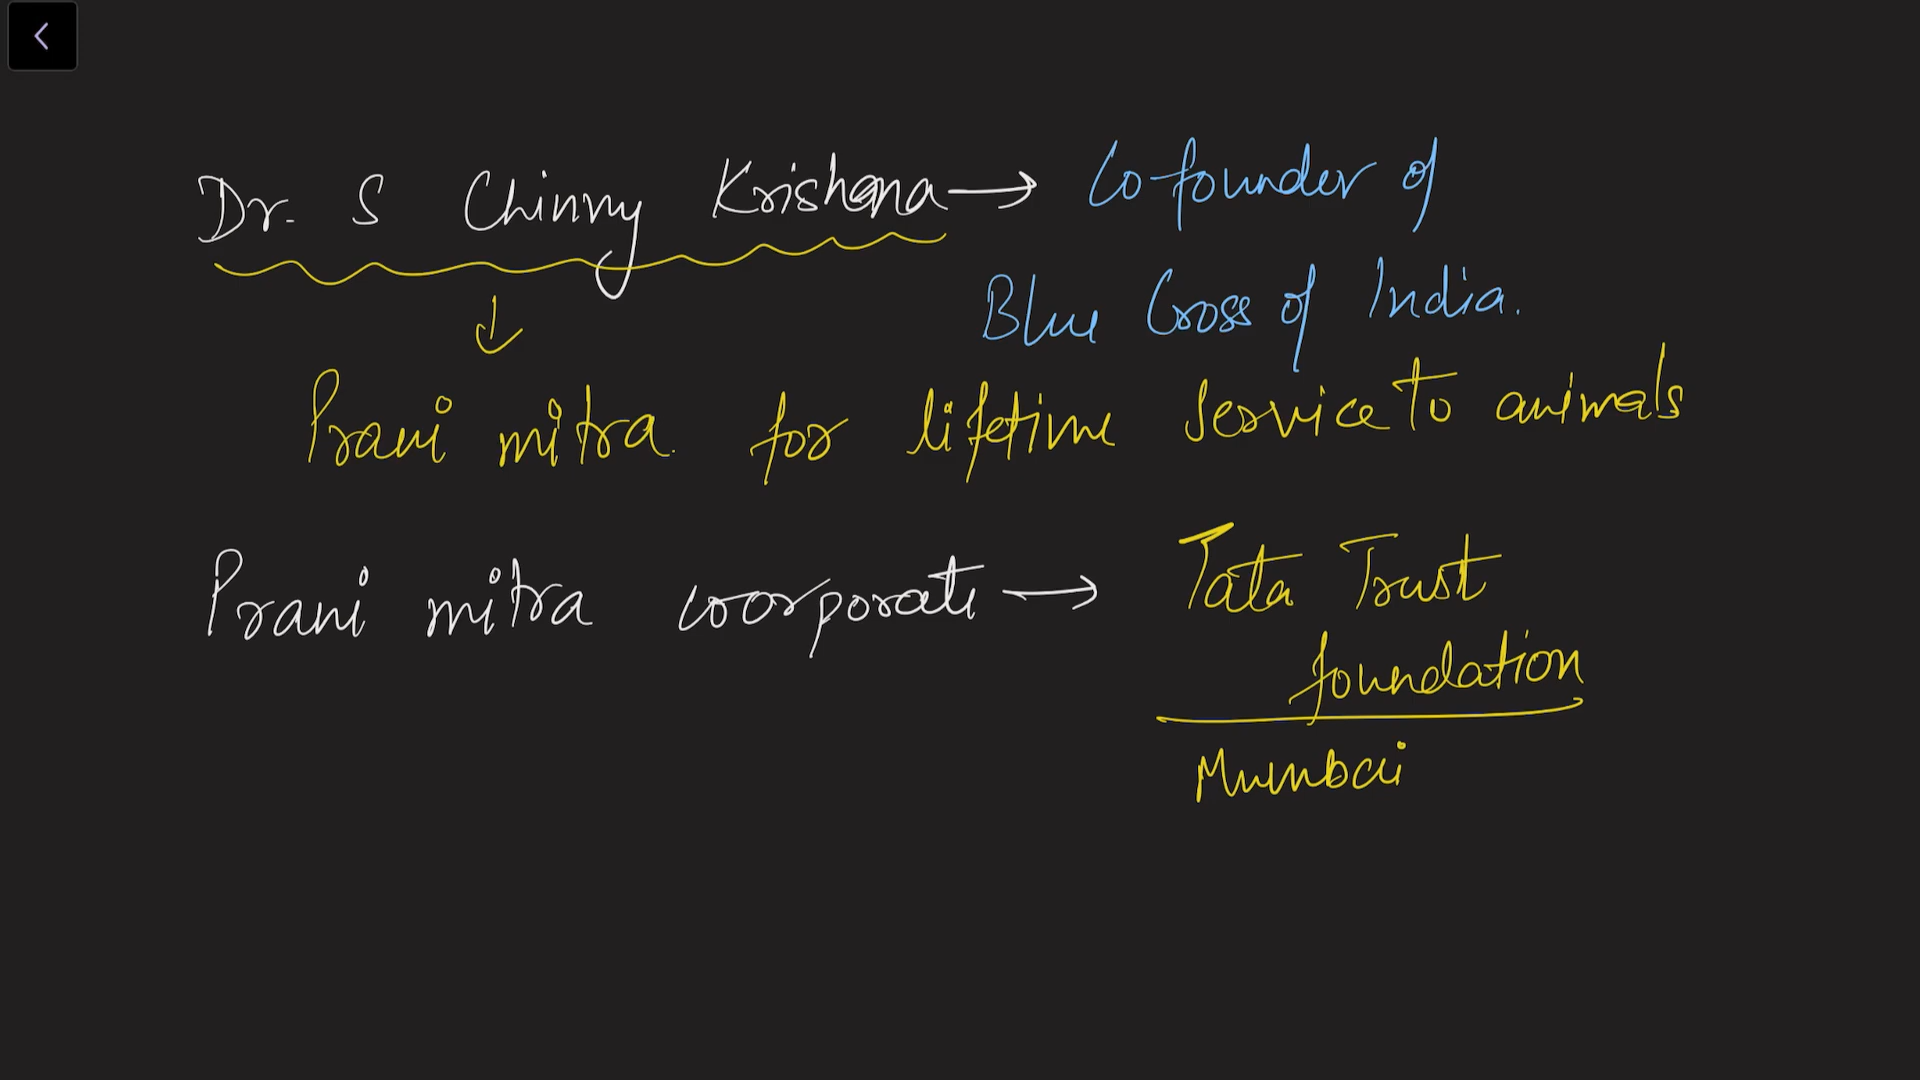 Dr. S Chinny Krishana → Co-founder of
Blue Cross of India.
↓
Prani mitra for lifetime service to animals
Prani mitra coorporate → Tata Trust
foundation
Mumbai